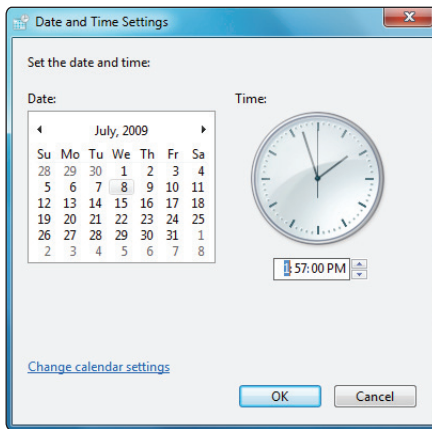 Date and Time Settings
Set the date and time:
Date:
Time:
July, 2009
Su Mo Tu We Th Fr Sa
28 29 30 1 2 3 4
5 6 7 8 9 10 11
12 13 14 15 16 17 18
19 20 21 22 23 24 25
26 27 28 29 30 31 1
2 3 4 5 6 7 8
1:57:00 PM
Change calendar settings
OK Cancel